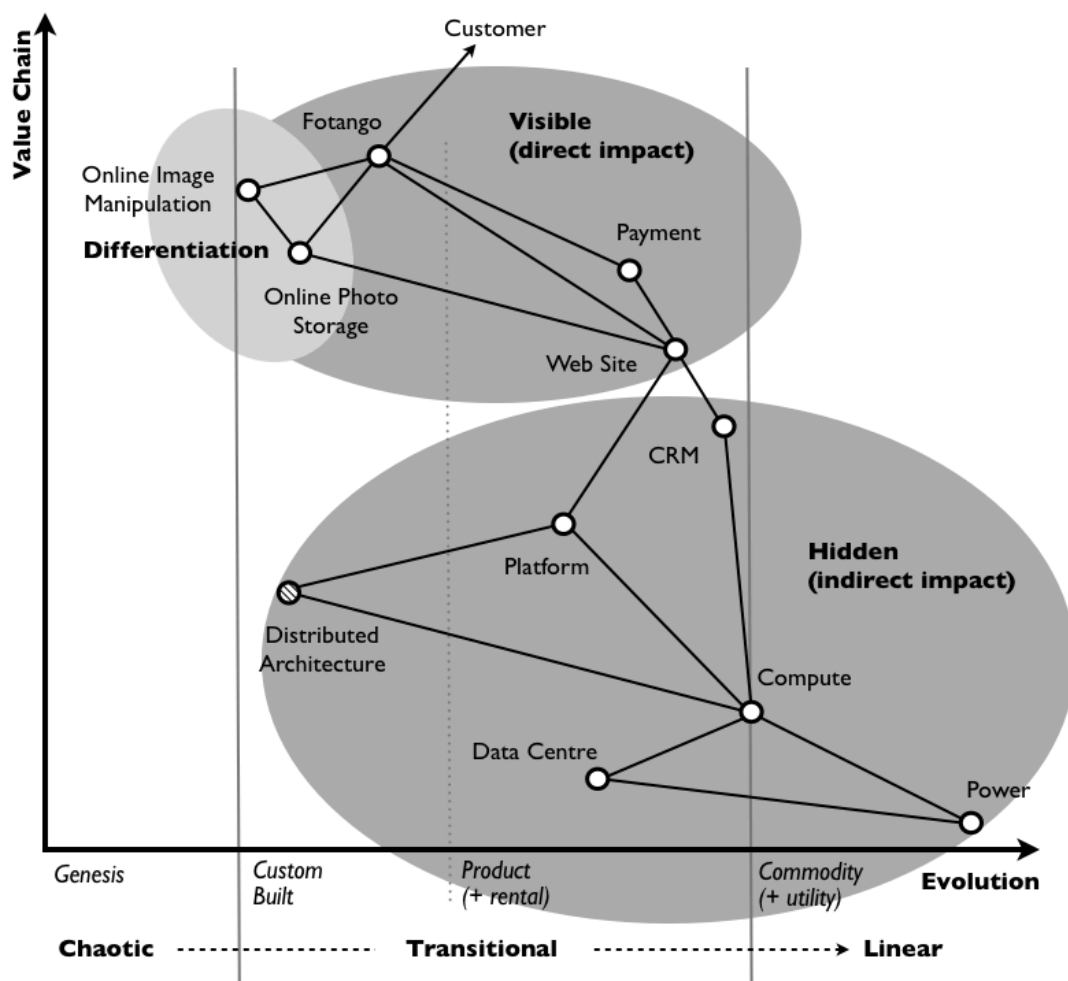 Customer
Value Chain
Fotango
Visible
(direct impact)
Online Image
Manipulation
Differentiation
Payment
Online Photo
Storage
Web Site
CRM
Platform
Hidden
(indirect impact)
Distributed
Architecture
Compute
Data Centre
Power
Genesis
Custom
Built
Product
(+ rental)
Commodity
(+ utility)
Evolution
Chaotic
Transitional
Linear